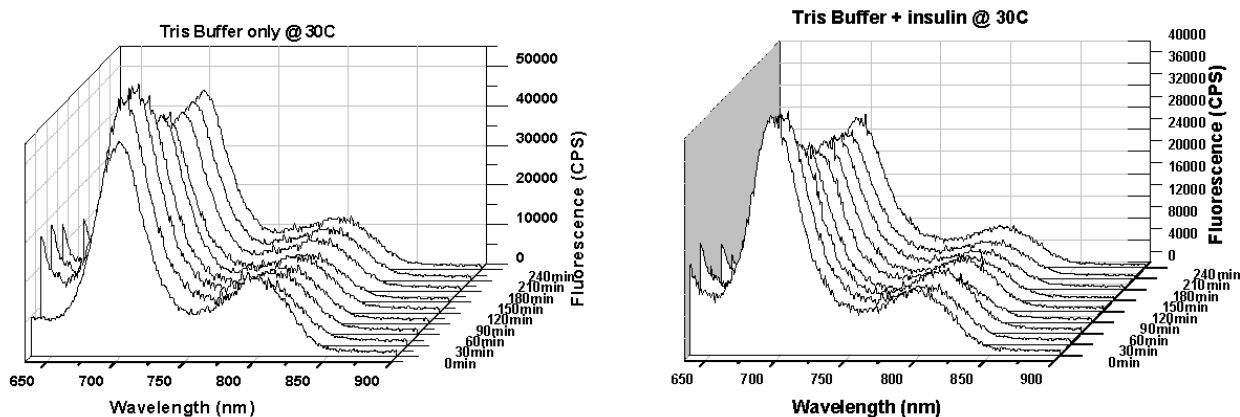 Tris Buffer only @ 30C
50000
40000
30000
20000
10000
0
Fluorescence (CPS)
240min
210min
180min
150min
120min
90min
60min
30min
0min
650 700 750 800 850 900
Wavelength (nm)
Tris Buffer + insulin @ 30C
40000
36000
32000
28000
24000
20000
16000
12000
8000
4000
0
Fluorescence (CPS)
240min
210min
180min
150min
120min
90min
60min
30min
0min
650 700 750 800 850 900
Wavelength (nm)